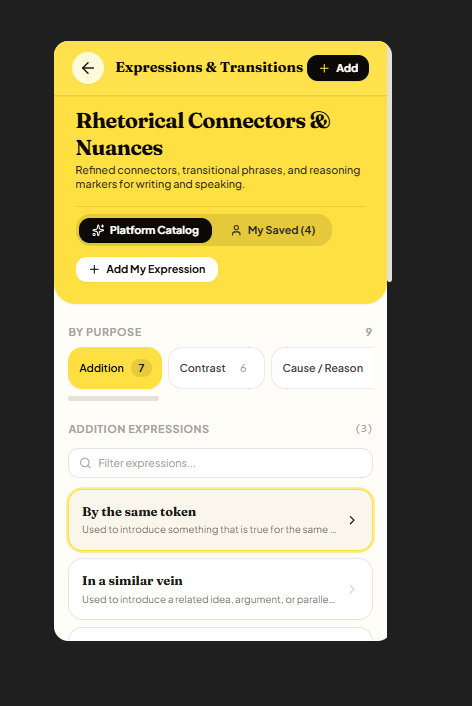 Expressions & Transitions
+ Add
Rhetorical Connectors &
Nuances
Refined connectors, transitional phrases, and reasoning
markers for writing and speaking.
Platform Catalog
My Saved (4)
+ Add My Expression
BY PURPOSE
9
Addition 7
Contrast 6
Cause / Reason
ADDITION EXPRESSIONS
(3)
Filter expressions...
By the same token
Used to introduce something that is true for the same ...
In a similar vein
Used to introduce a related idea, argument, or paralle...